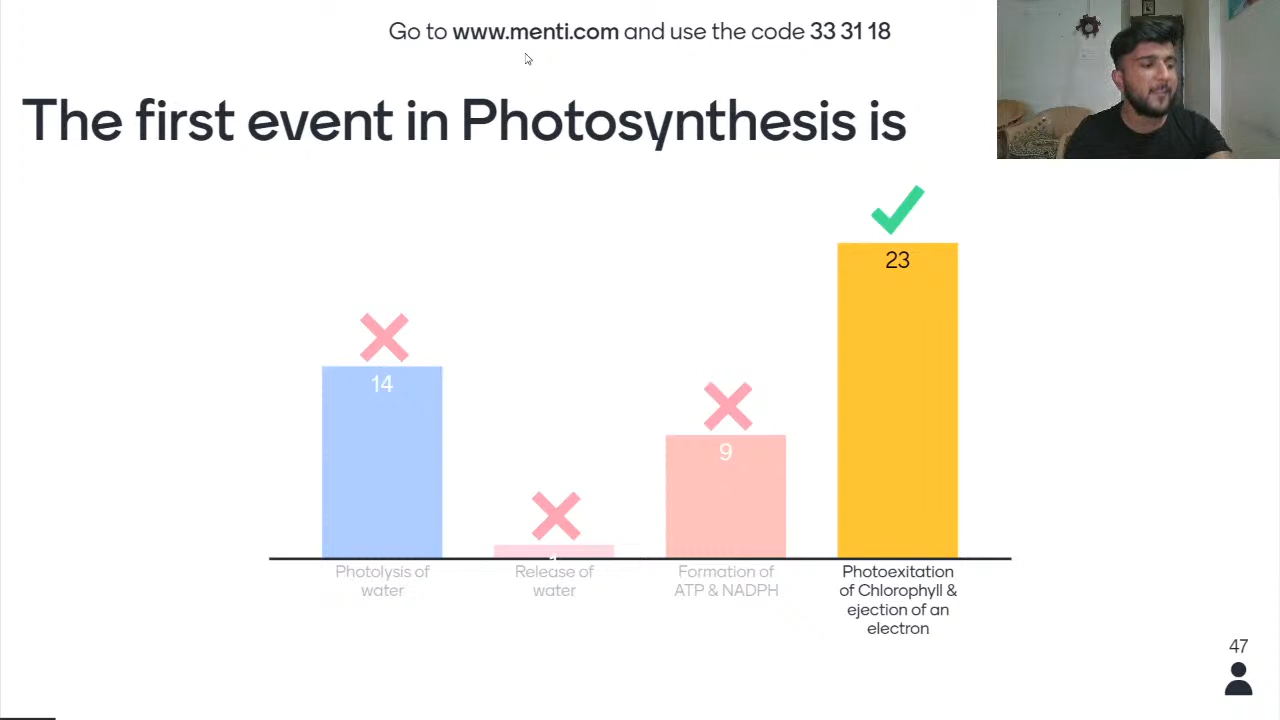 Go to www.menti.com and use the code 33 31 18
The first event in Photosynthesis is
14
9
23
Photolysis of
water
Release of
water
Formation of
ATP & NADPH
Photoexitation
of Chlorophyll &
ejection of an
electron
47